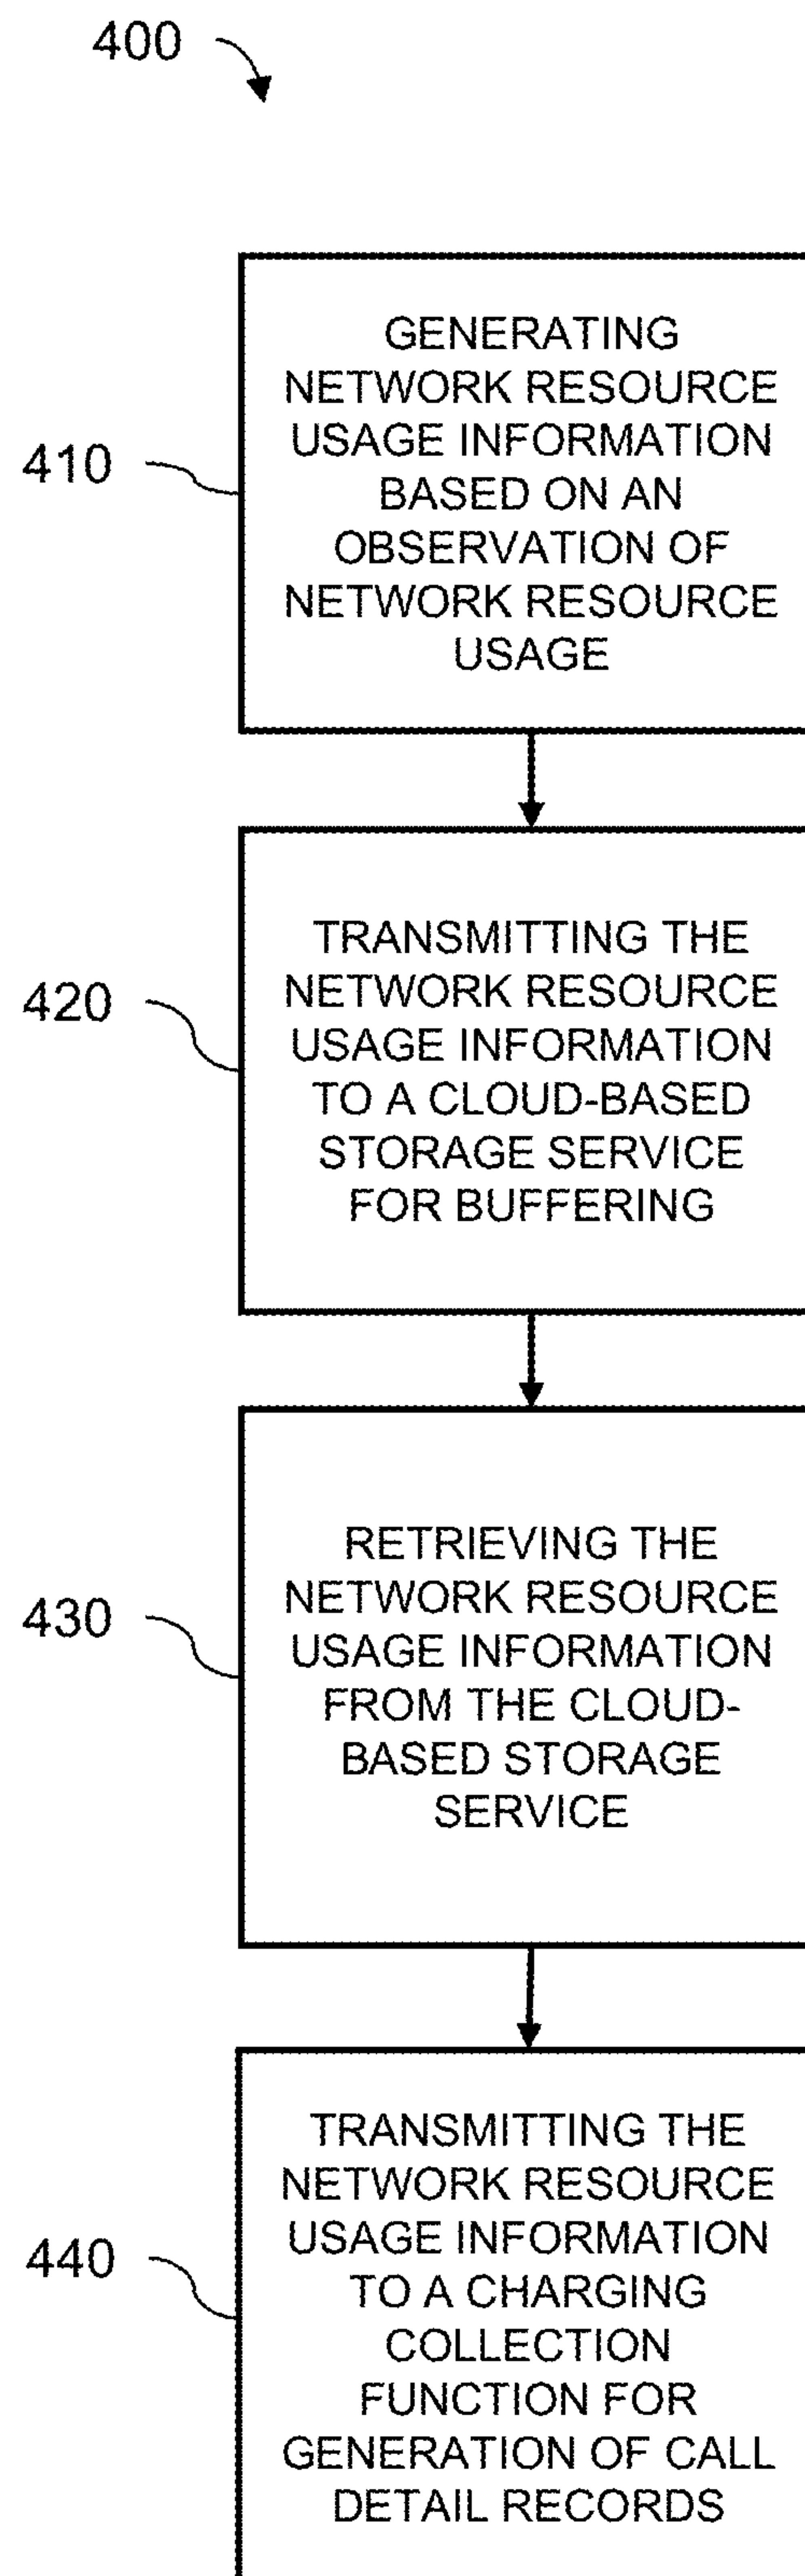 400
GENERATING
NETWORK RESOURCE
USAGE INFORMATION
BASED ON AN
OBSERVATION OF
NETWORK RESOURCE
USAGE
410
TRANSMITTING THE
NETWORK RESOURCE
USAGE INFORMATION
TO A CLOUD-BASED
STORAGE SERVICE
FOR BUFFERING
420
RETRIEVING THE
NETWORK RESOURCE
USAGE INFORMATION
FROM THE CLOUD-
BASED STORAGE
SERVICE
430
TRANSMITTING THE
NETWORK RESOURCE
USAGE INFORMATION
TO A CHARGING
COLLECTION
FUNCTION FOR
GENERATION OF CALL
DETAIL RECORDS
440